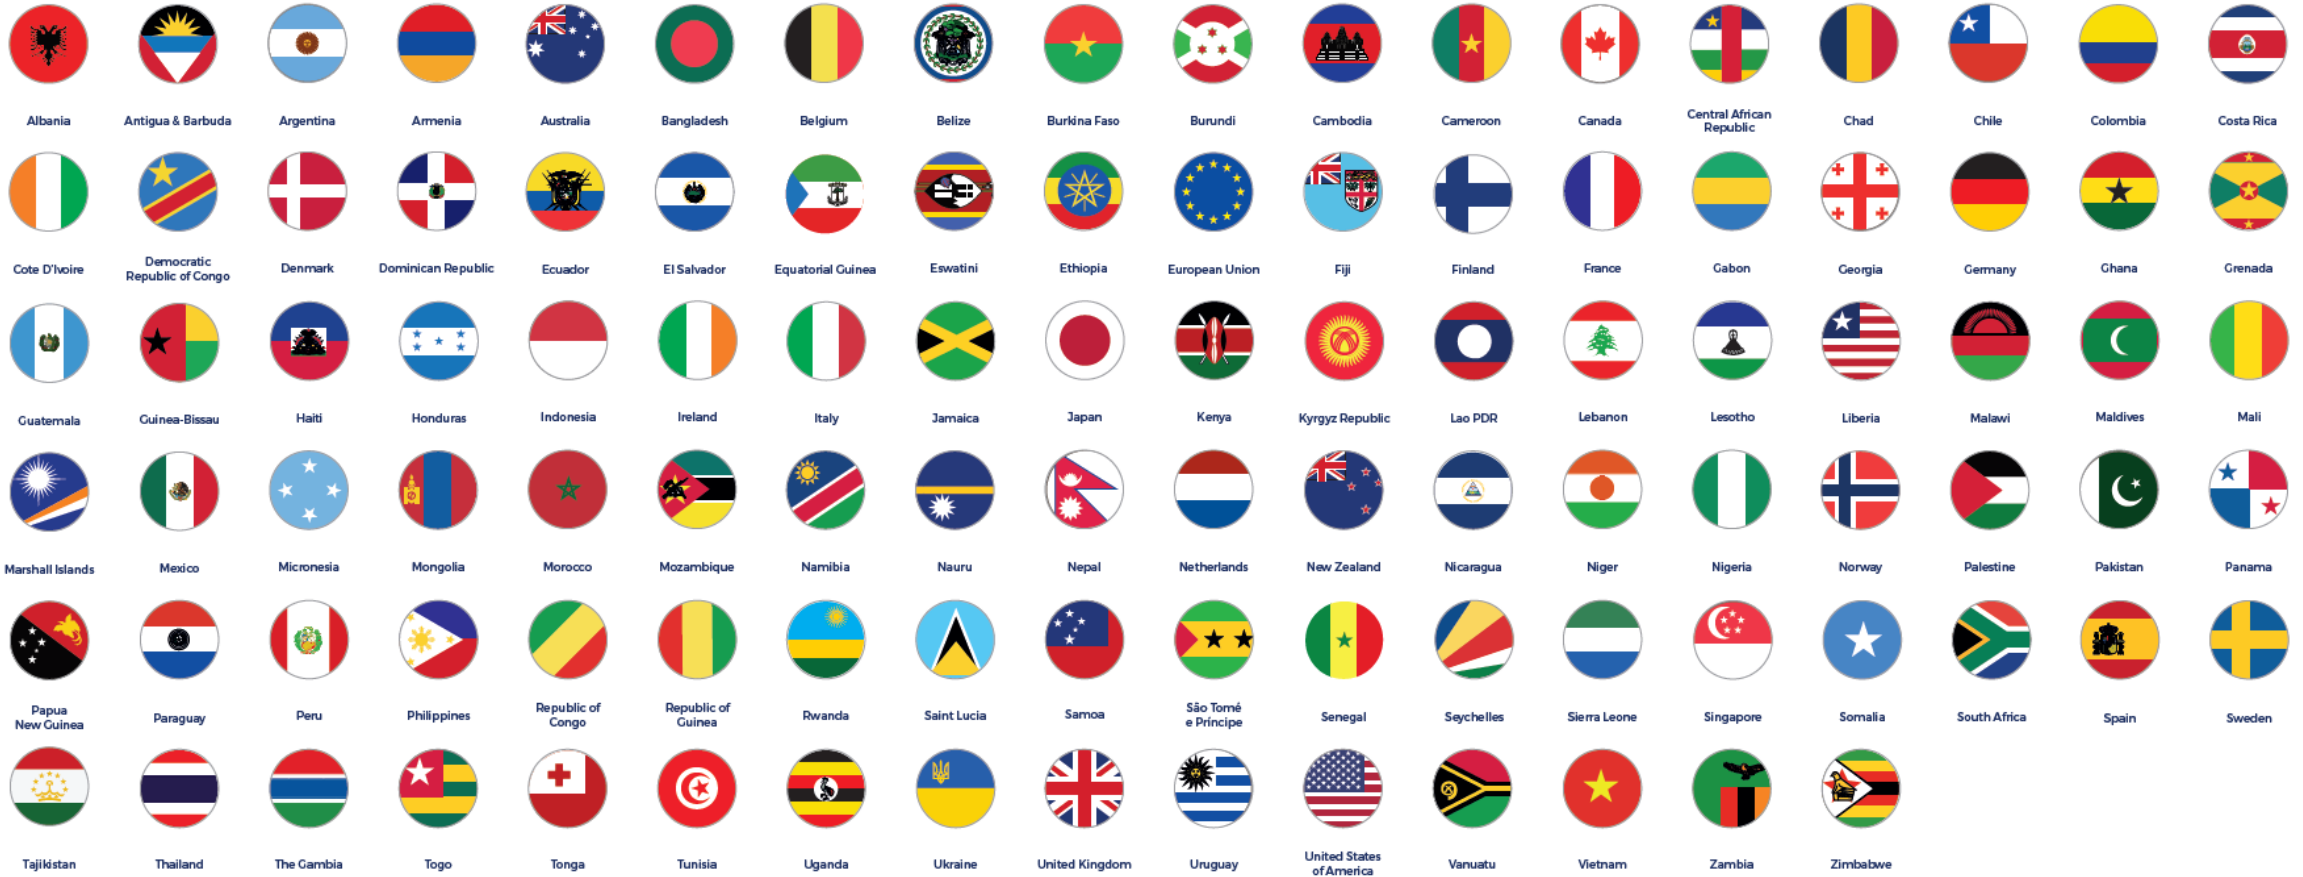 Albania
Antigua & Barbuda
Argentina
Armenia
Australia
Bangladesh
Belgium
Belize
Burkina Faso
Burundi
Cambodia
Cameroon
Canada
Central African
Republic
Chad
Chile
Colombia
Costa Rica
Cote D'Ivoire
Democratic
Republic of Congo
Denmark
Dominican Republic
Ecuador
El Salvador
Equatorial Guinea
Eswatini
Ethiopia
European Union
Fiji
Finland
France
Gabon
Georgia
Germany
Ghana
Grenada
Guatemala
Guinea-Bissau
Haiti
Honduras
Indonesia
Ireland
Italy
Jamaica
Japan
Kenya
Kyrgyz Republic
Lao PDR
Lebanon
Lesotho
Liberia
Malawi
Maldives
Mali
Marshall Islands
Mexico
Micronesia
Mongolia
Morocco
Mozambique
Namibia
Nauru
Nepal
Netherlands
New Zealand
Nicaragua
Niger
Nigeria
Norway
Palestine
Pakistan
Panama
Papua
New Guinea
Paraguay
Peru
Philippines
Republic of
Congo
Republic of
Guinea
Rwanda
Saint Lucia
Samoa
São Tomé
e Príncipe
Senegal
Seychelles
Sierra Leone
Singapore
Somalia
South Africa
Spain
Sweden
Tajikistan
Thailand
The Gambia
Togo
Tonga
Tunisia
Uganda
Ukraine
United Kingdom
Uruguay
United States
of America
Vanuatu
Vietnam
Zambia
Zimbabwe